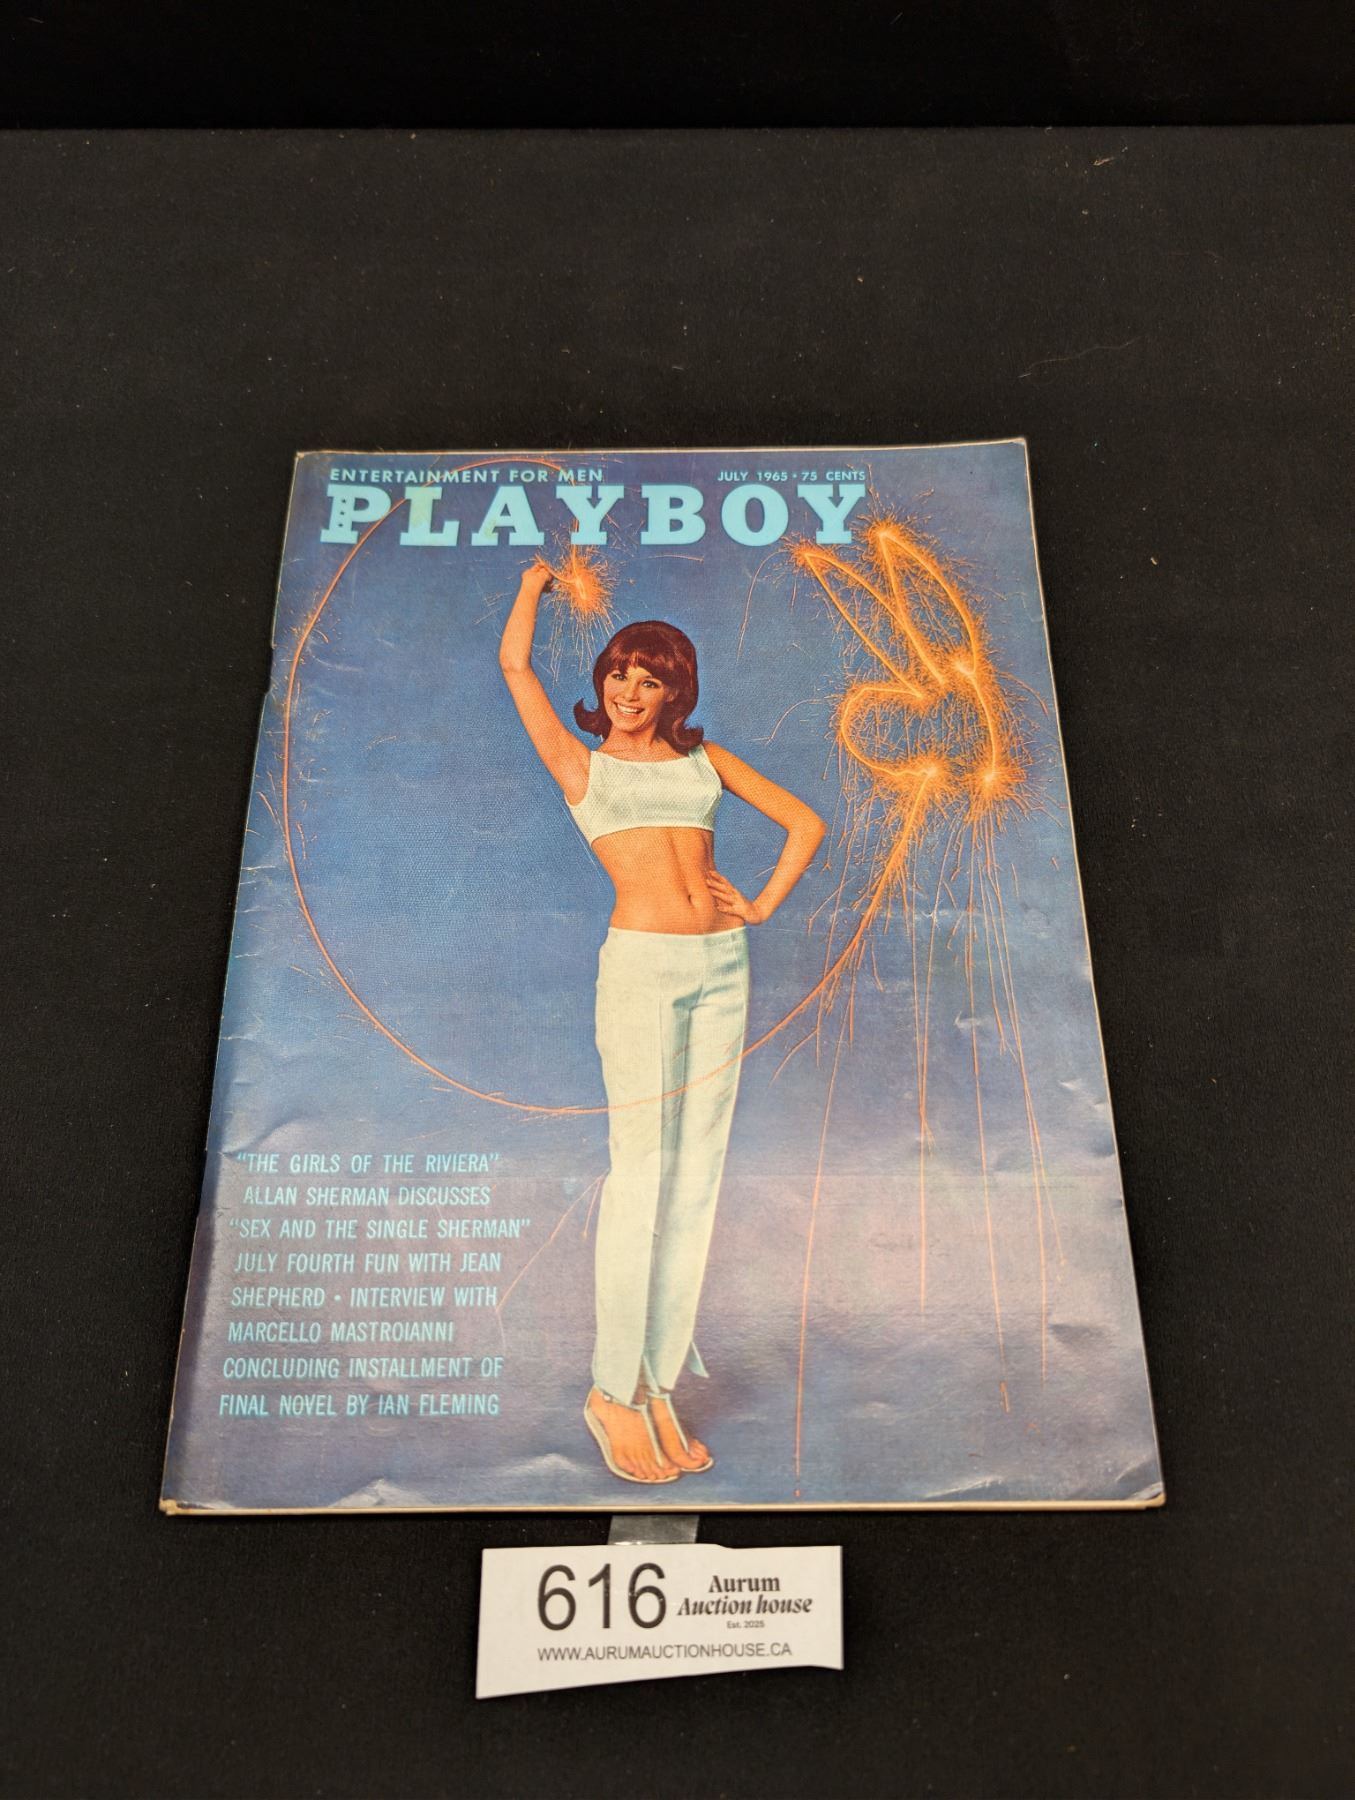 ENTERTAINMENT FOR MEN
JULY 1965 • 75 CENTS
PLAYBOY
"THE GIRLS OF THE RIVIERA"
ALLAN SHERMAN DISCUSSES
"SEX AND THE SINGLE SHERMAN"
JULY FOURTH FUN WITH JEAN
SHEPHERD • INTERVIEW WITH
MARCELLO MASTROIANNI
CONCLUDING INSTALLMENT OF
FINAL NOVEL BY IAN FLEMING
616
Aurum
Auction house
Est. 2025
WWW.AURUMAUCTIONHOUSE.CA